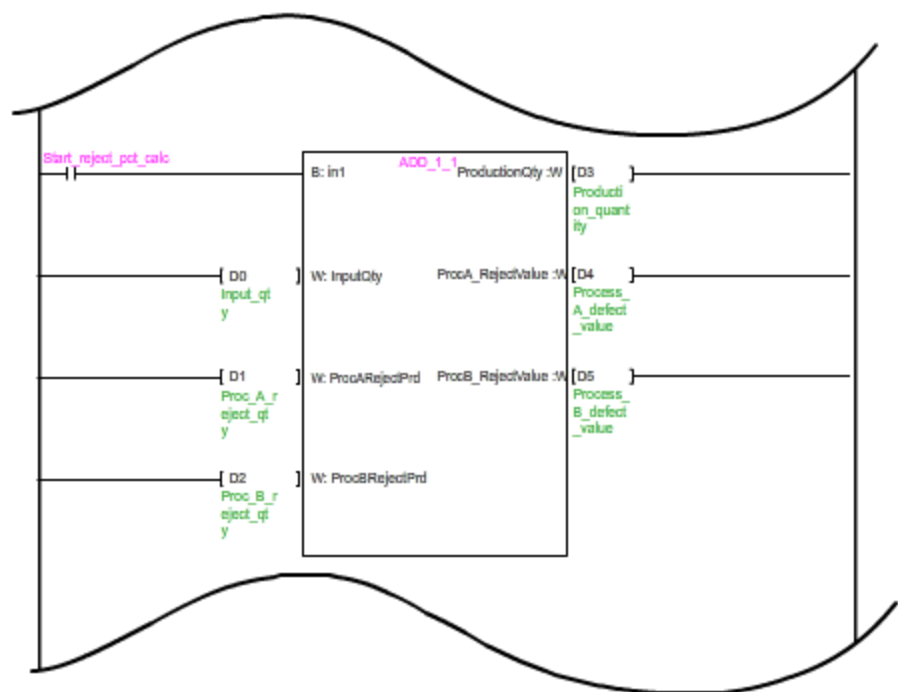 Start_reject_pct_calc
ADD_1_1
B: in1
ProductionQty :W
[D3 ]
Producti
on_quant
ity
[ D0 ]
Input_qt
y
W: InputQty
ProcA_RejectValue :W
[D4 ]
Process_
A_defect
_value
[ D1 ]
Proc_A_r
eject_qt
y
W: ProcARejectPrd
ProcB_RejectValue :W
[D5 ]
Process_
B_defect
_value
[ D2 ]
Proc_B_r
eject_qt
y
W: ProcBRejectPrd